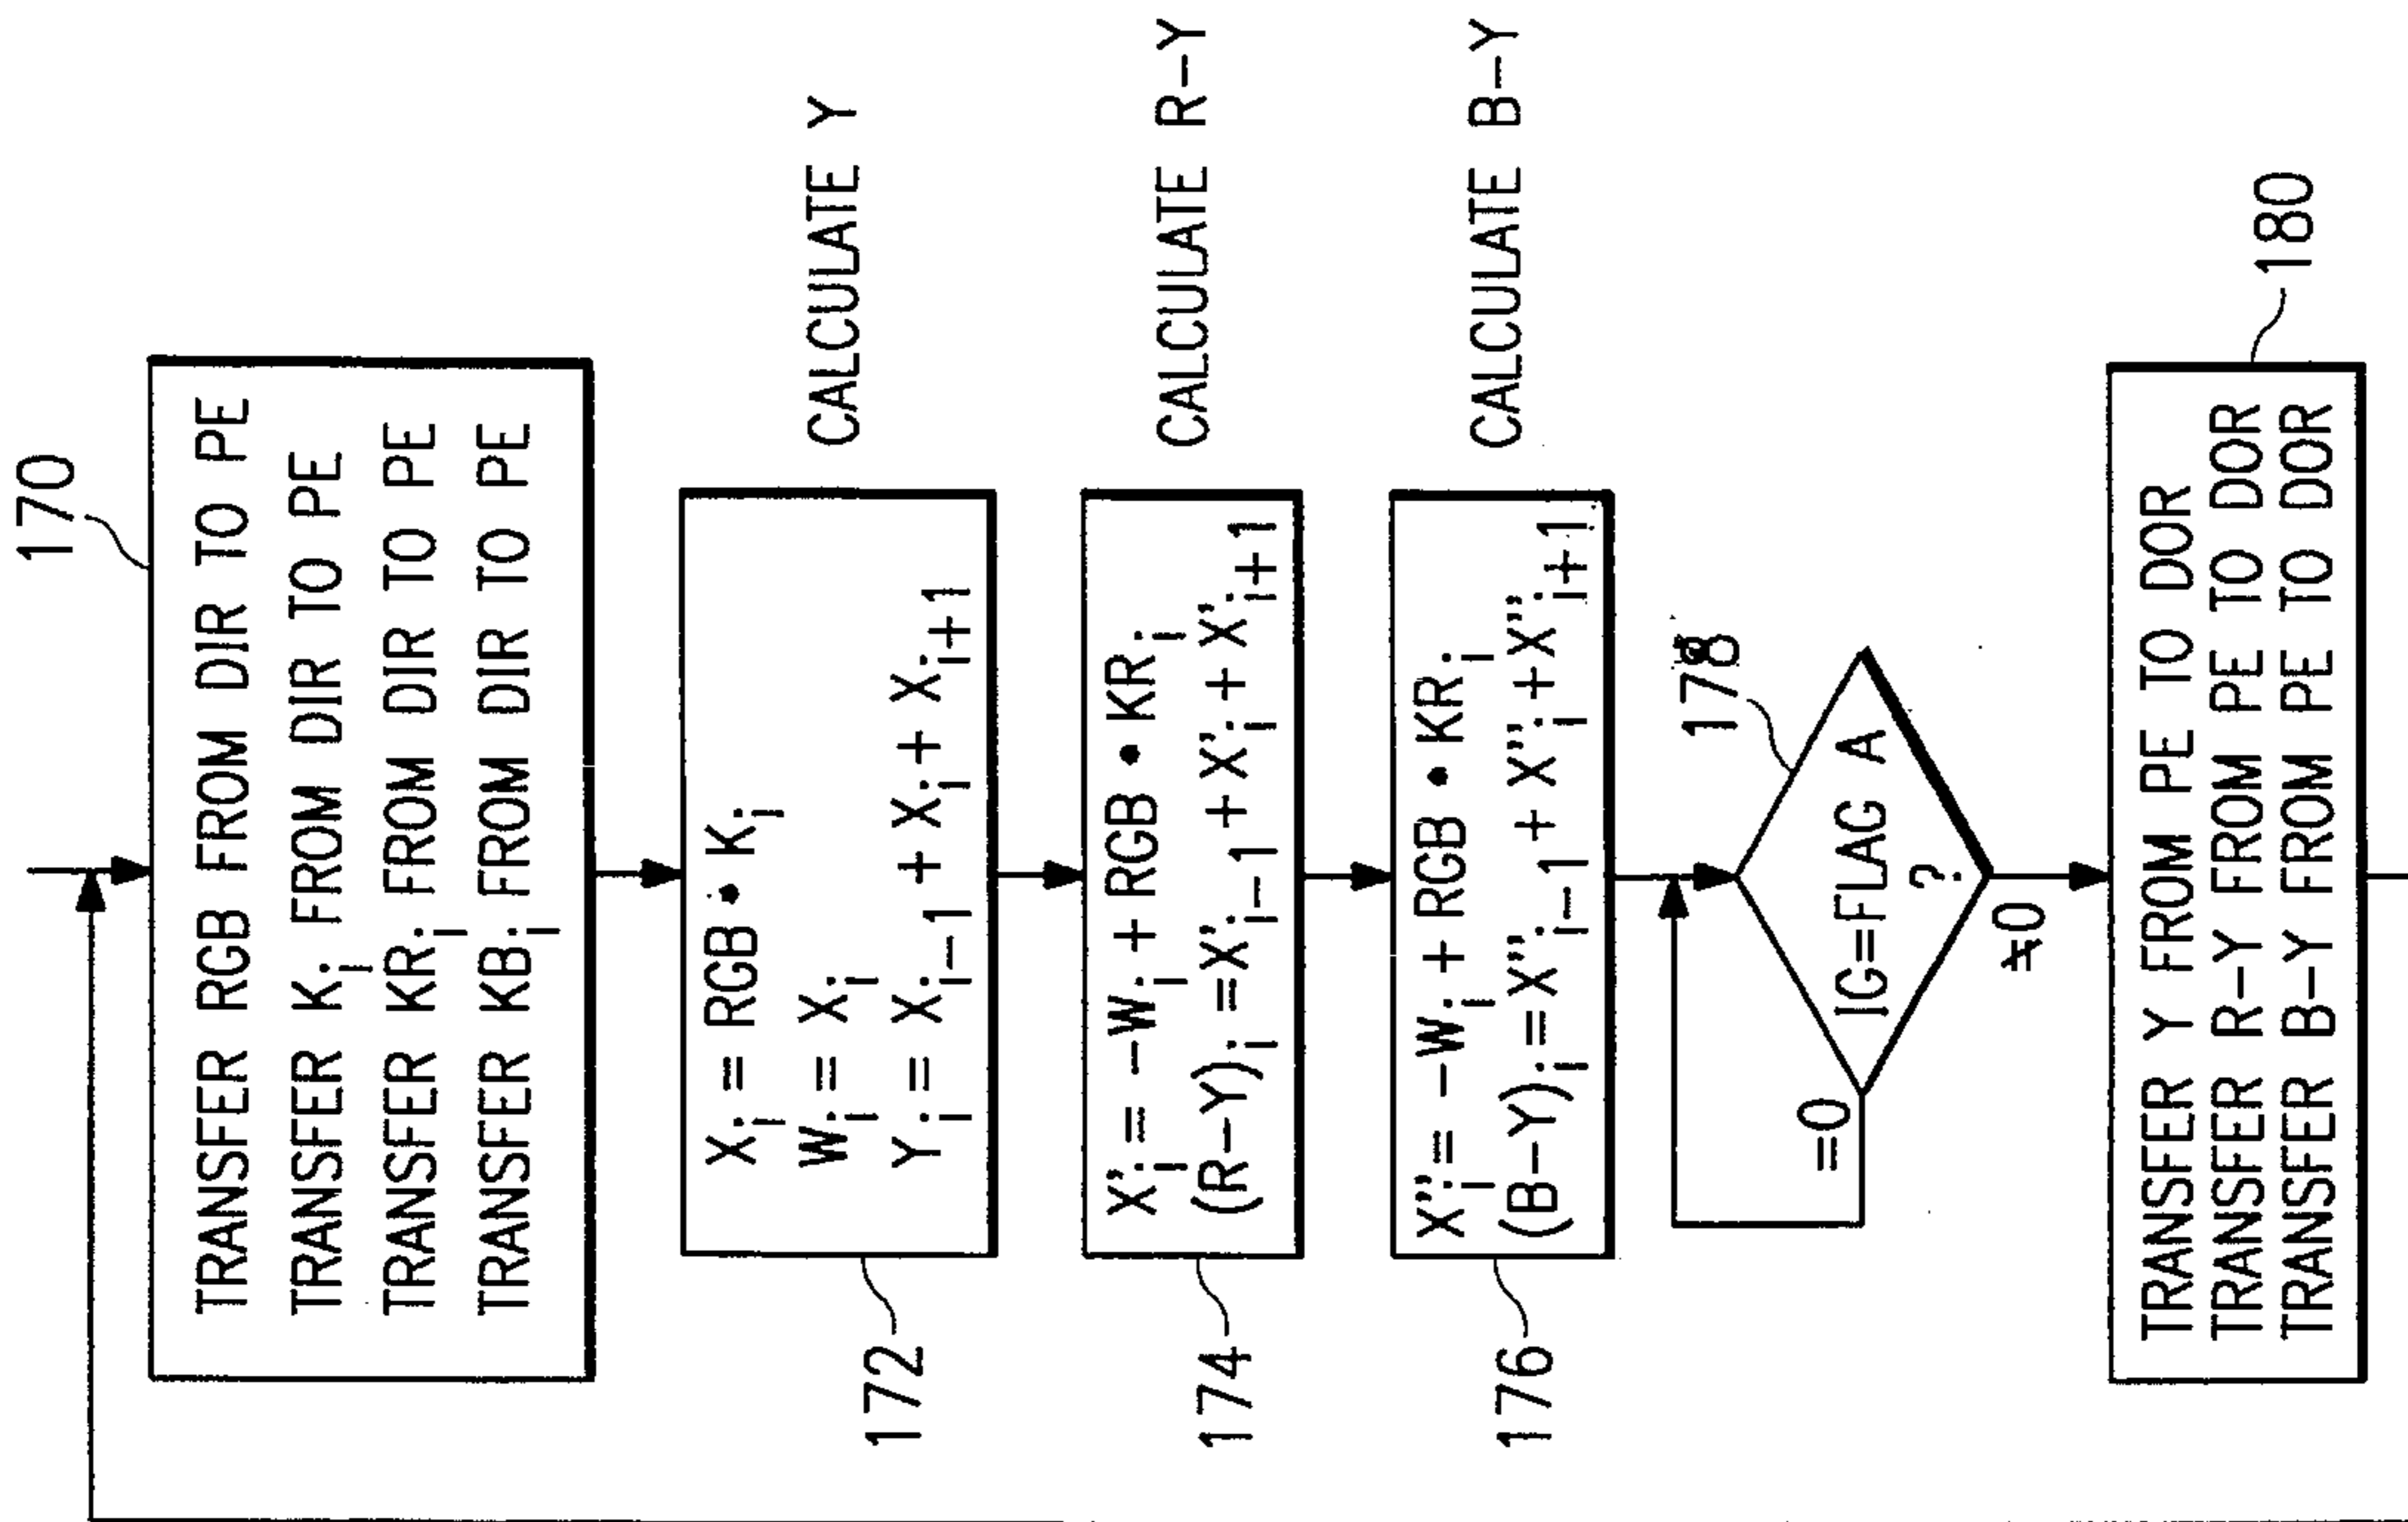 170
TRANSFER RGB FROM DIR TO PE
TRANSFER Kᵢ FROM DIR TO PE
TRANSFER KRᵢ FROM DIR TO PE
TRANSFER KBᵢ FROM DIR TO PE
Xᵢ = RGB • Kᵢ
Wᵢ = Xᵢ
Yᵢ = Xᵢ₋₁ + Xᵢ + Xᵢ₊₁
CALCULATE Y
172
X'ᵢ = -Wᵢ + RGB • KRᵢ
(R-Y)ᵢ = X'ᵢ₋₁ + X'ᵢ + X'ᵢ₊₁
CALCULATE R-Y
174
X"ᵢ = -Wᵢ + RGB • KRᵢ
(B-Y)ᵢ = X"ᵢ₋₁ + X"ᵢ + X"ᵢ₊₁
CALCULATE B-Y
176
178
IG=FLAG A
?
=0
≠0
180
TRANSFER Y FROM PE TO DOR
TRANSFER R-Y FROM PE TO DOR
TRANSFER B-Y FROM PE TO DOR